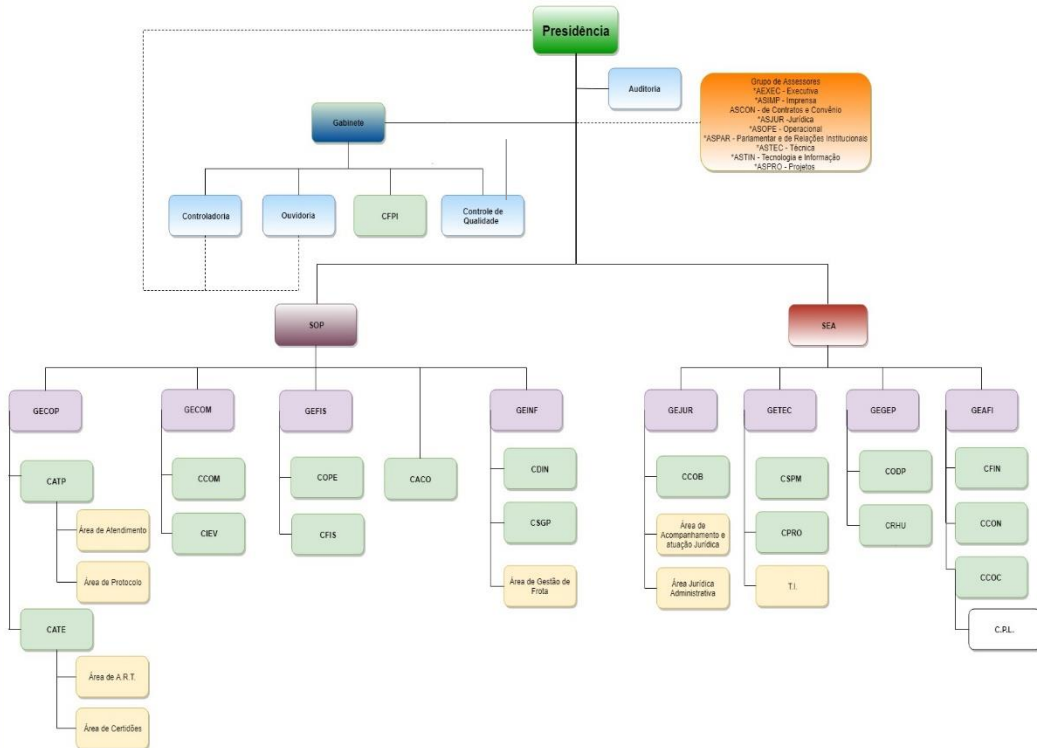 Presidência
Auditoria
Grupo de Assessores
*AEXEC - Executiva
*ASIMP - Imprensa
ASCON - de Contratos e Convênio
*ASJUR -Jurídica
*ASOPE - Operacional
*ASPAR - Parlamentar e de Relações Institucionais
*ASTEC - Técnica
*ASTIN - Tecnologia e Informação
*ASPRO - Projetos
Gabinete
Controladoria
Ouvidoria
CFPI
Controle de
Qualidade
SOP
SEA
GECOP
GECOM
GEFIS
GEINF
GEJUR
GETEC
GEGEP
GEAFI
CATP
CCOM
COPE
CACO
CDIN
CCOB
CSPM
CODP
CFIN
Área de Atendimento
CIEV
CFIS
CSGP
Área de
Acompanhamento e
atuação Jurídica
CPRO
CRHU
CCON
Área de Protocolo
Área de Gestão de
Frota
Área Jurídica
Administrativa
T.I.
CCOC
CATE
C.P.L.
Área de A.R.T.
Área de Certidões